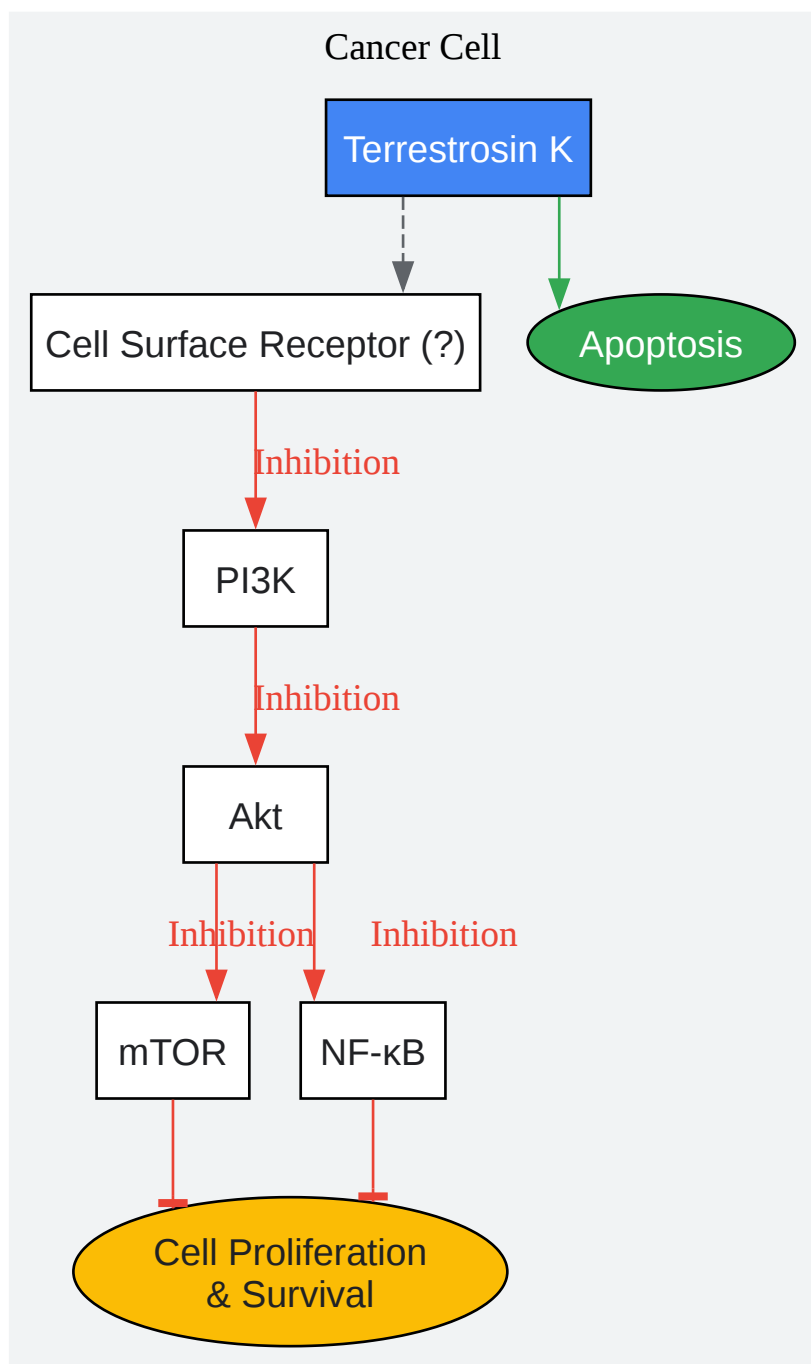 Cancer Cell
Terrestrosin K
Cell Surface Receptor (?)
Apoptosis
Inhibition
PI3K
Inhibition
Akt
Inhibition
Inhibition
mTOR
NF-κB
Cell Proliferation
& Survival